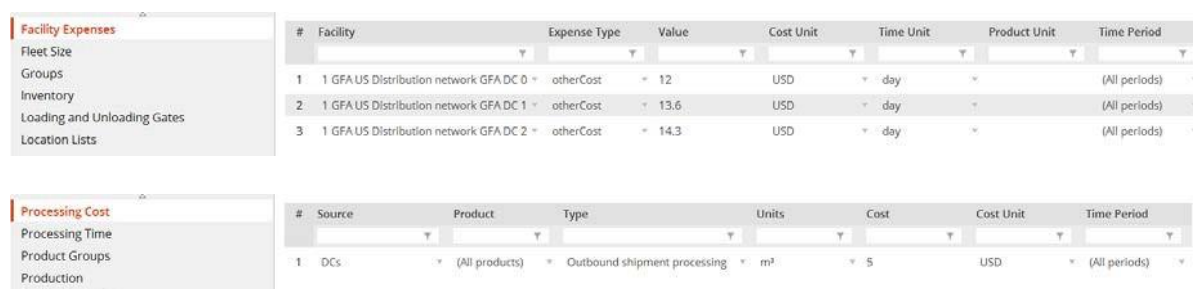 Facility Expenses
Fleet Size
Groups
Inventory
Loading and Unloading Gates
Location Lists
# Facility Expense Type Value Cost Unit Time Unit Product Unit Time Period
1 1 GFA US Distribution network GFA DC 0 otherCost 12 USD day (All periods)
2 1 GFA US Distribution network GFA DC 1 otherCost 13.6 USD day (All periods)
3 1 GFA US Distribution network GFA DC 2 otherCost 14.3 USD day (All periods)
Processing Cost
Processing Time
Product Groups
Production
# Source Product Type Units Cost Cost Unit Time Period
1 DCs (All products) Outbound shipment processing m³ 5 USD (All periods)